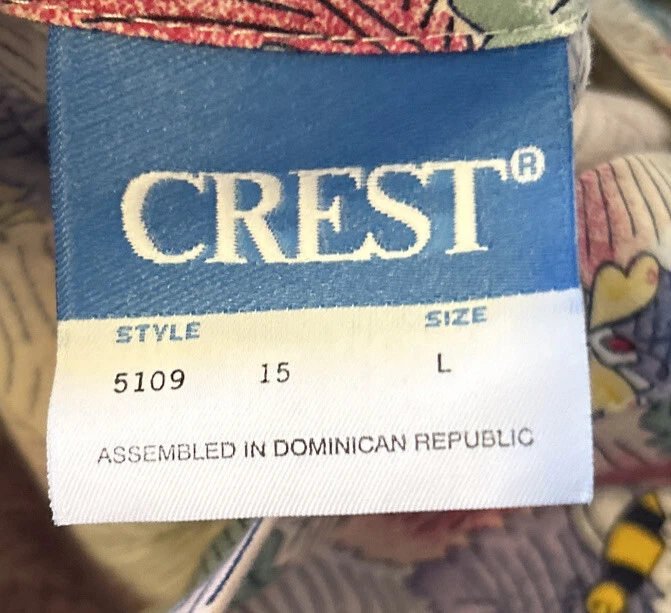 CREST®
STYLE SIZE
5109 15 L
ASSEMBLED IN DOMINICAN REPUBLIC